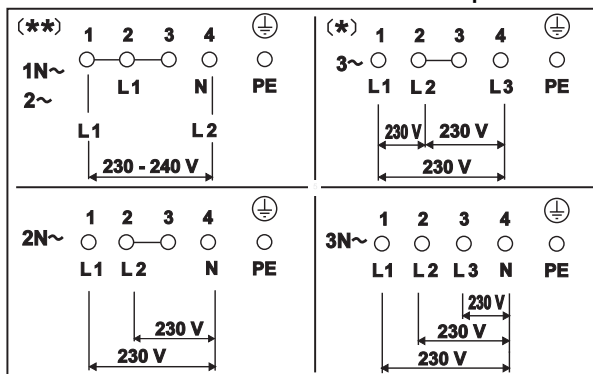 (**) 1 2 3 4
1N~
2~
L1 N PE
L1 L2
230 - 240 V
(*) 1 2 3 4
3~
L1 L2 L3 PE
230 V 230 V
230 V
1 2 3 4
2N~
L1 L2 N PE
230 V
230 V
1 2 3 4
3N~
L1 L2 L3 N PE
230 V
230 V
230 V